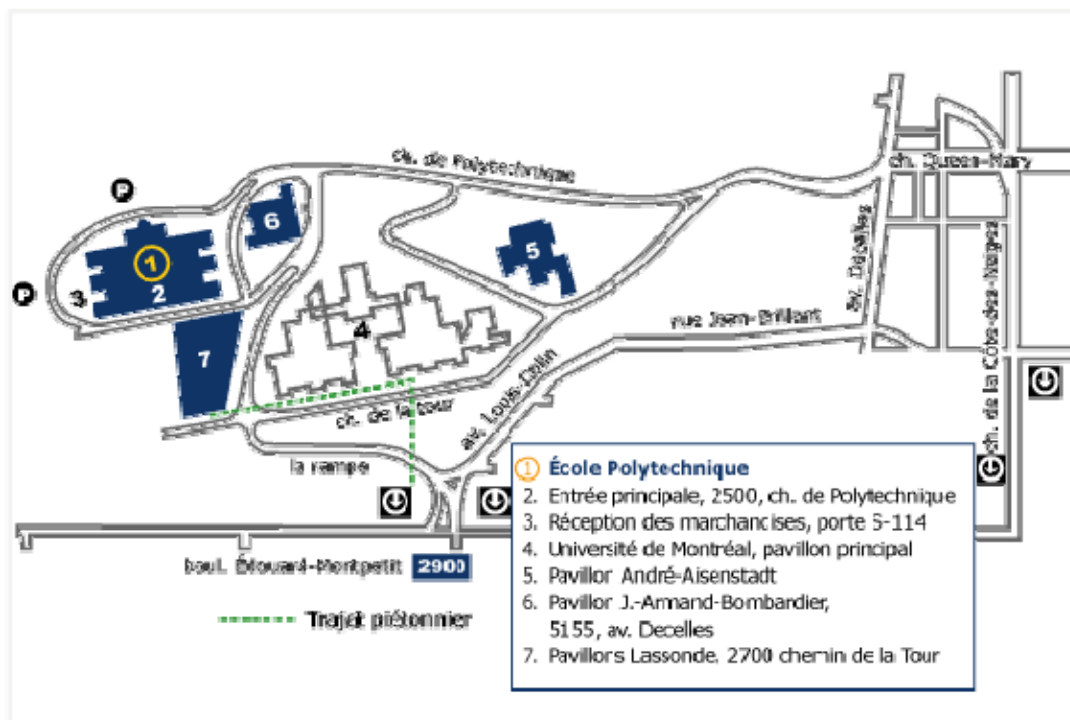 ch. de Polytechnique
ch. Queen-Mary
P
6
1
5
av. Decelles
P
3
2
rue Jean-Brillant
4
7
ch. de la Côte-des-Neiges
av. Louis-Colin
ch. de la tour
la rampe
1 École Polytechnique
2. Entrée principale, 2500, ch. de Polytechnique
3. Réception des marchandises, porte S-114
4. Université de Montréal, pavillon principal
5. Pavillon André-Aisenstadt
6. Pavillon J.-Armand-Bombardier,
5155, av. Decelles
7. Pavillons Lassonde, 2700 chemin de la Tour
boul. Édouard-Montpetit 2900
Trajet piétonnier